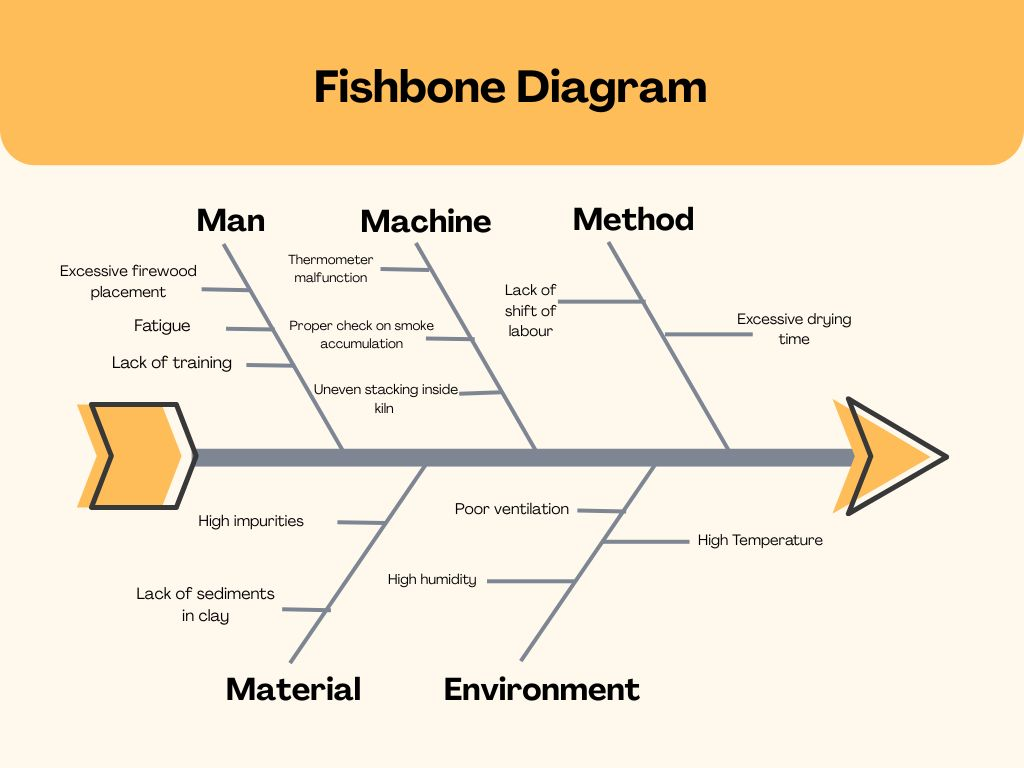 Fishbone Diagram
Man
Machine
Method
Excessive firewood
placement
Fatigue
Lack of training
Thermometer
malfunction
Proper check on smoke
accumulation
Uneven stacking inside
kiln
Lack of
shift of
labour
Excessive drying
time
High impurities
Lack of sediments
in clay
Poor ventilation
High Temperature
High humidity
Material
Environment